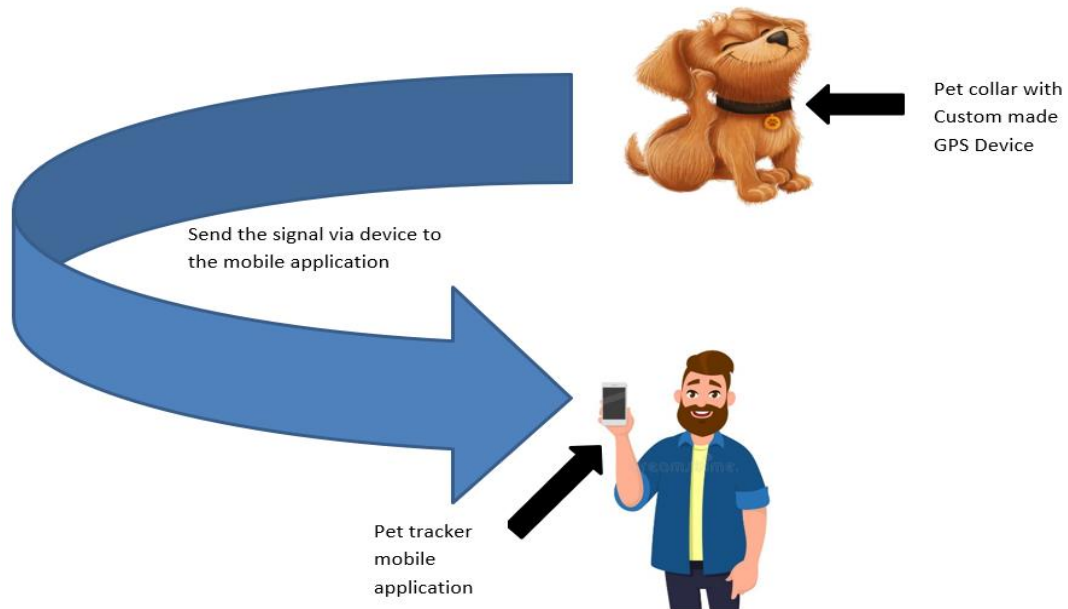 Pet collar with
Custom made
GPS Device
Send the signal via device to
the mobile application
Pet tracker
mobile
application